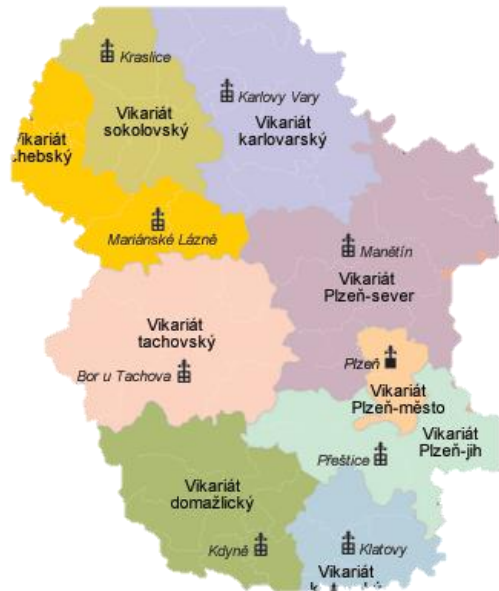 Kraslice
Vikariát
sokolovský
Karlovy Vary
Vikariát
karlovarský
Mariánské Lázně
Manětín
Vikariát
Plzeň-sever
Vikariát
tachovský
Bor u Tachova
Plzeň
Vikariát
Plzeň-město
Vikariát
Plzeň-jih
Přeštice
Vikariát
domažlický
Kdyně
Klatovy
Vikariát